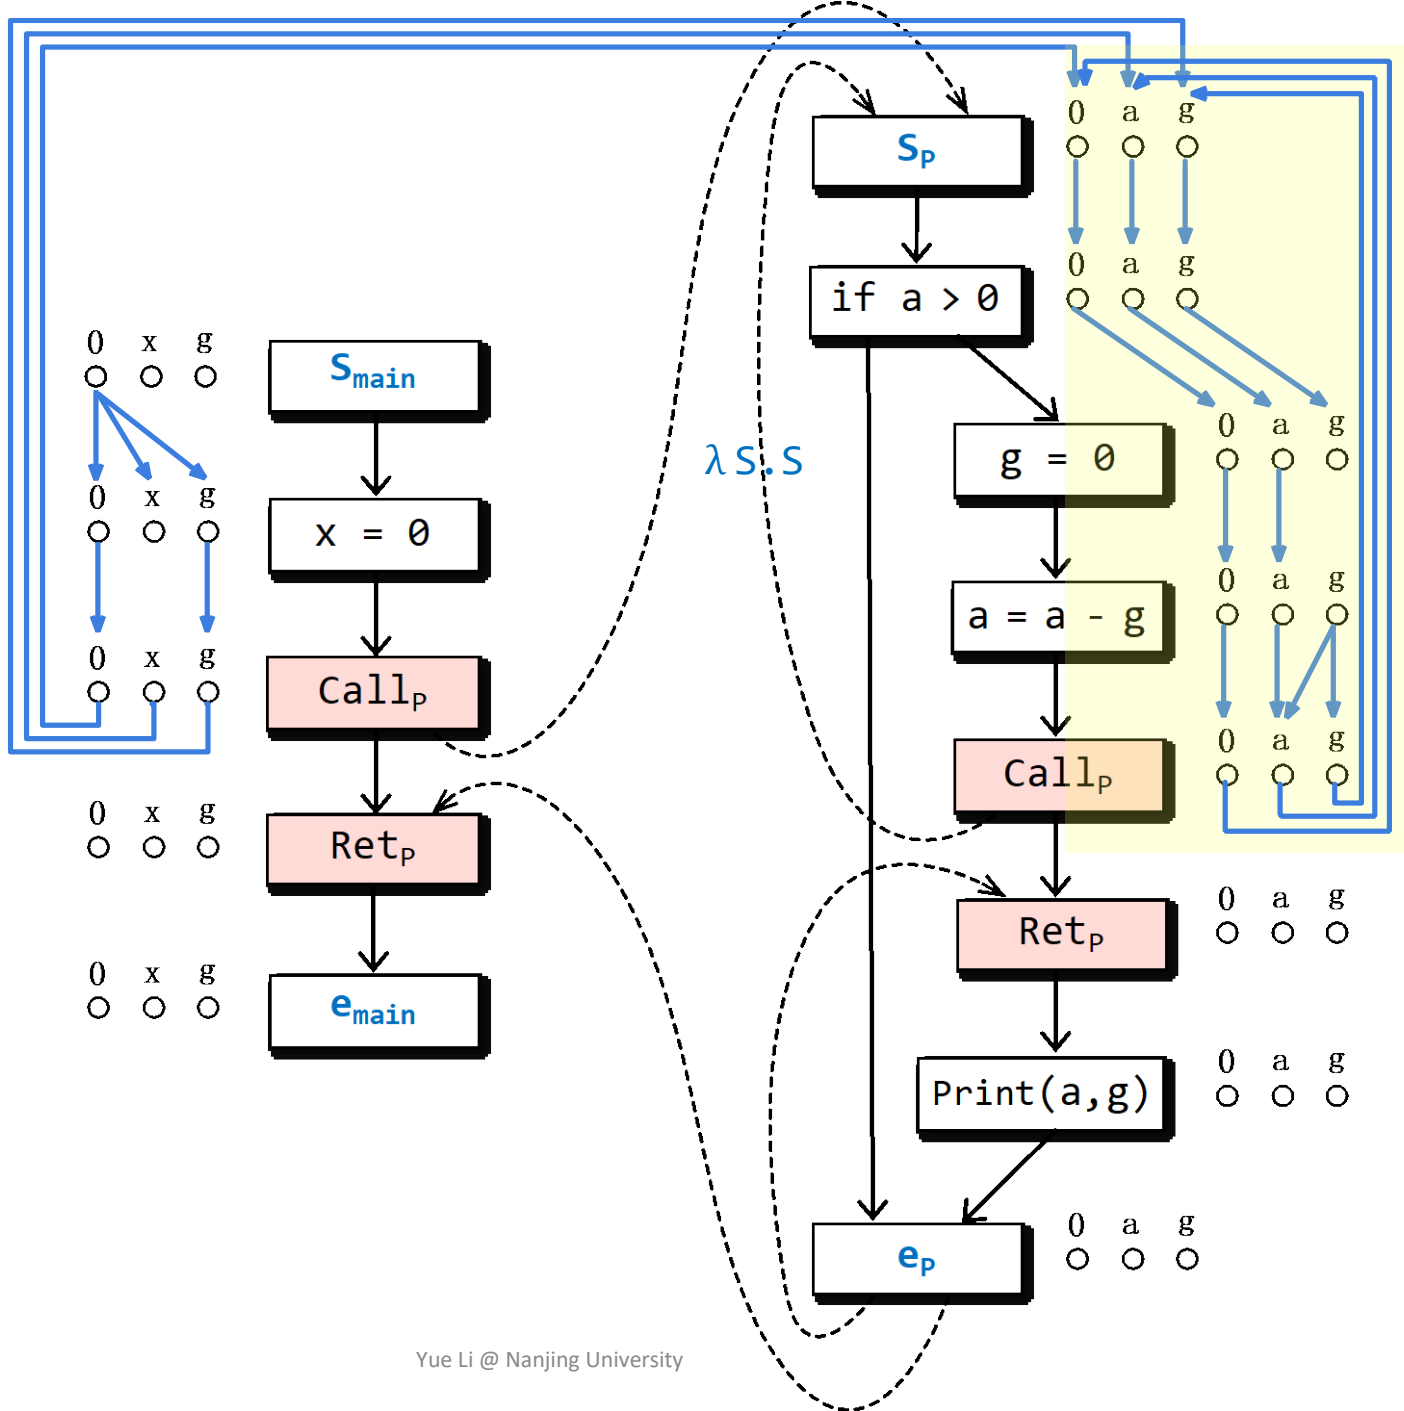 0 a g
S_P
0 a g
if a > 0
0 x g
S_main
0 a g
λS.S
g = 0
0 x g
x = 0
0 a g
a = a - g
0 x g
Call_P
0 a g
Call_P
0 x g
Ret_P
0 a g
Ret_P
0 x g
e_main
0 a g
Print(a,g)
0 a g
e_P
Yue Li @ Nanjing University